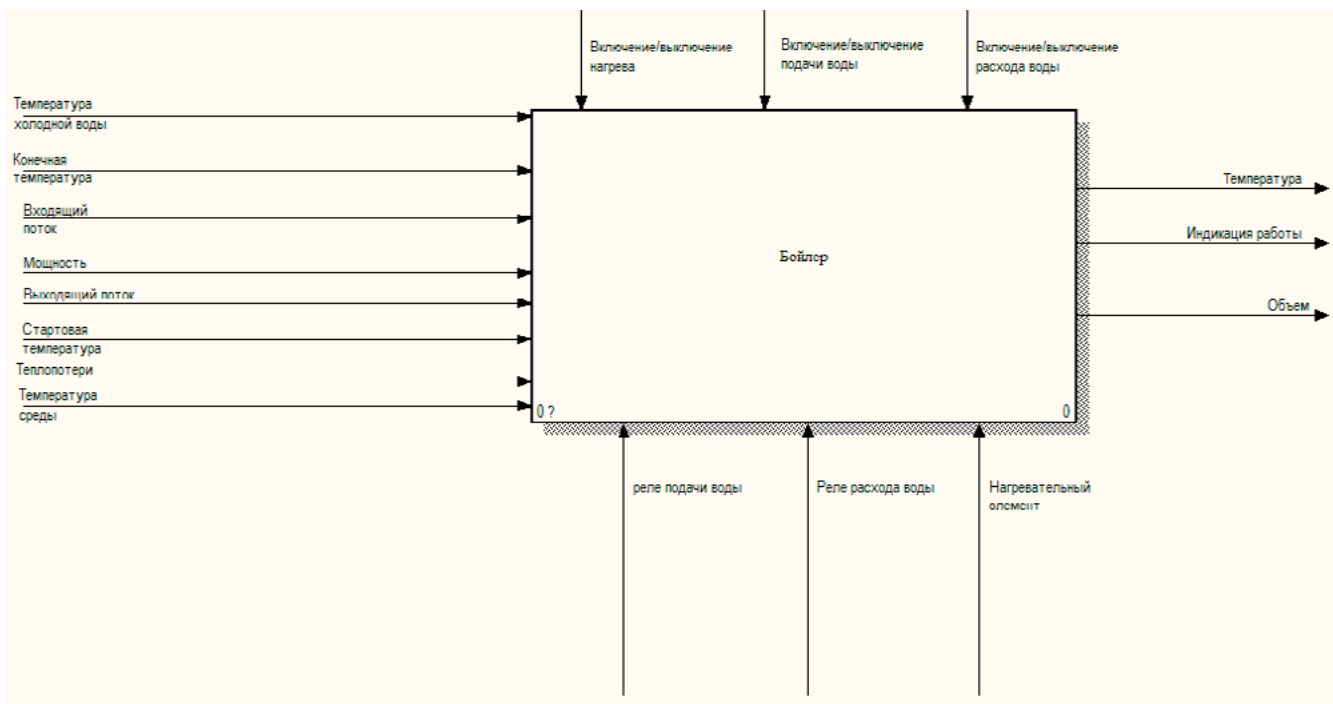 Включение/выключение
нагрева
Включение/выключение
подачи воды
Включение/выключение
расхода воды
Температура
холодной воды
Конечная
температура
Входящий
поток
Мощность
Выходящий поток
Стартовая
температура
Теплопотери
Температура
среды
Бойлер
0 ?
0
Температура
Индикация работы
Объем
реле подачи воды
Реле расхода воды
Нагревательный
элемент